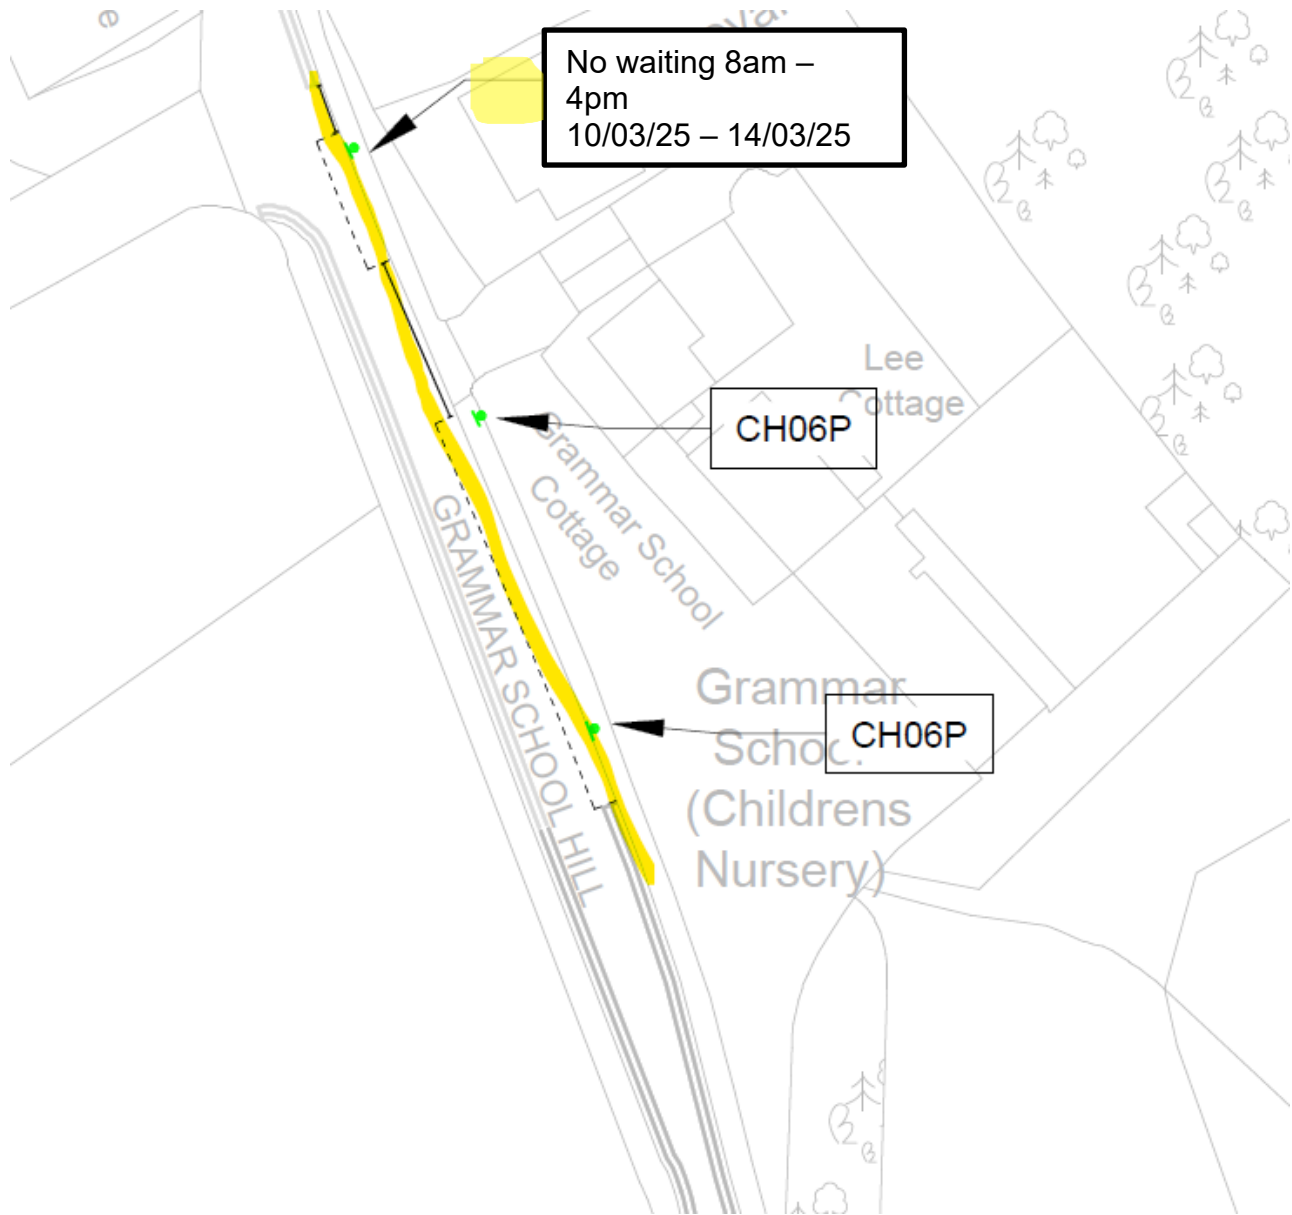 No waiting 8am –
4pm
10/03/25 – 14/03/25
Lee
Cottage
CH06P
Grammar School
Cottage
GRAMMAR SCHOOL HILL
Grammar
School
(Childrens
Nursery)
CH06P